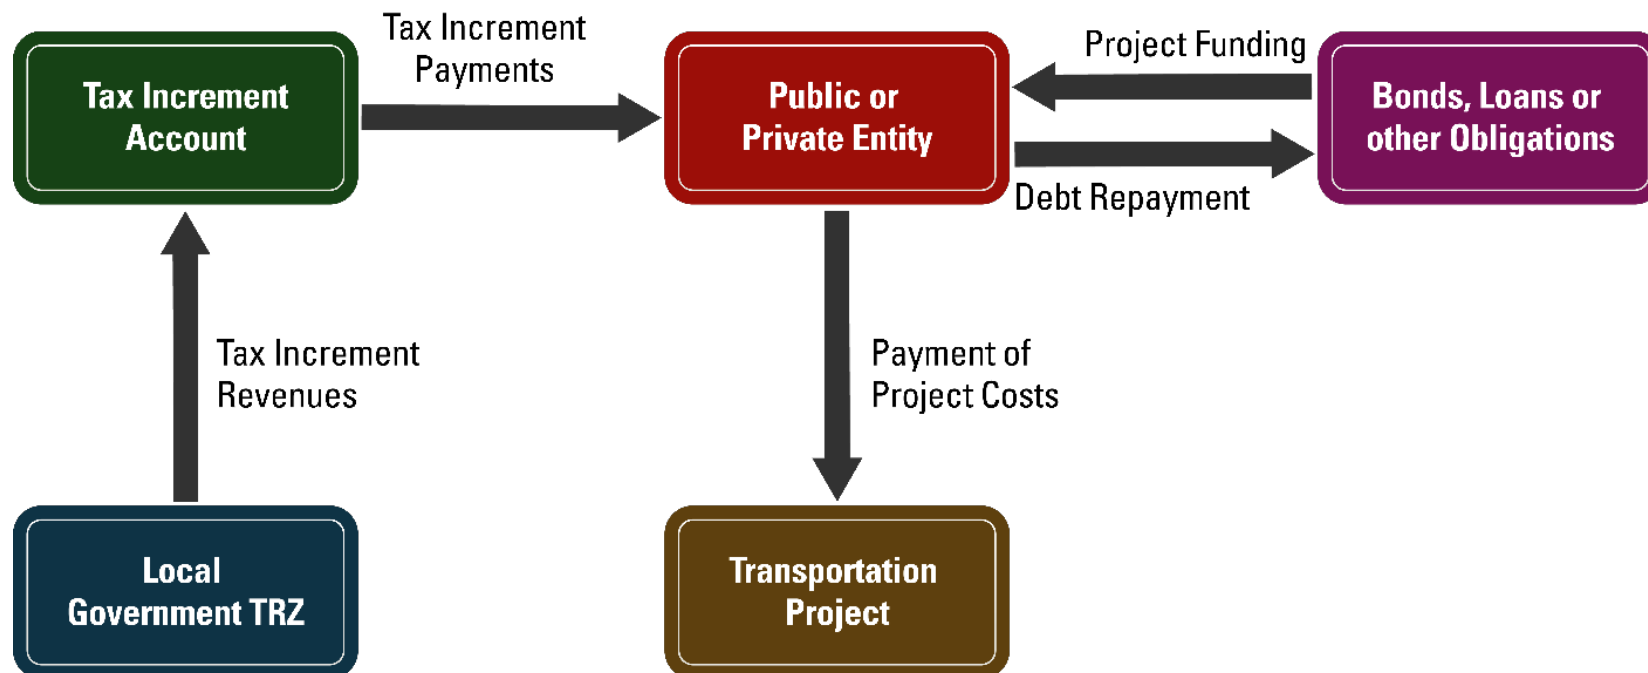 Tax Increment
Account
Tax Increment
Payments
Public or
Private Entity
Project Funding
Debt Repayment
Bonds, Loans or
other Obligations
Tax Increment
Revenues
Payment of
Project Costs
Local
Government TRZ
Transportation
Project